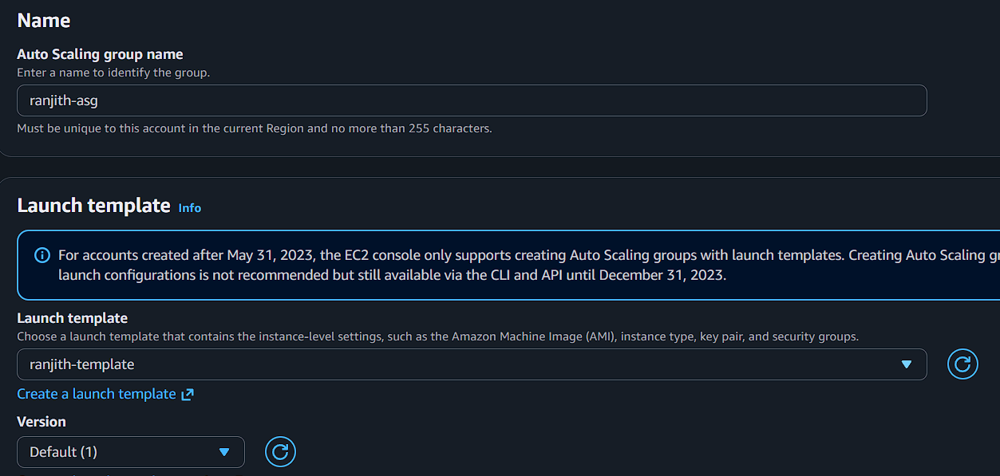 Name
Auto Scaling group name
Enter a name to identify the group.
ranjith-asg
Must be unique to this account in the current Region and no more than 255 characters.
Launch template Info
For accounts created after May 31, 2023, the EC2 console only supports creating Auto Scaling groups with launch templates. Creating Auto Scaling
launch configurations is not recommended but still available via the CLI and API until December 31, 2023.
Launch template
Choose a launch template that contains the instance-level settings, such as the Amazon Machine Image (AMI), instance type, key pair, and security groups.
ranjith-template
Create a launch template
Version
Default (1)